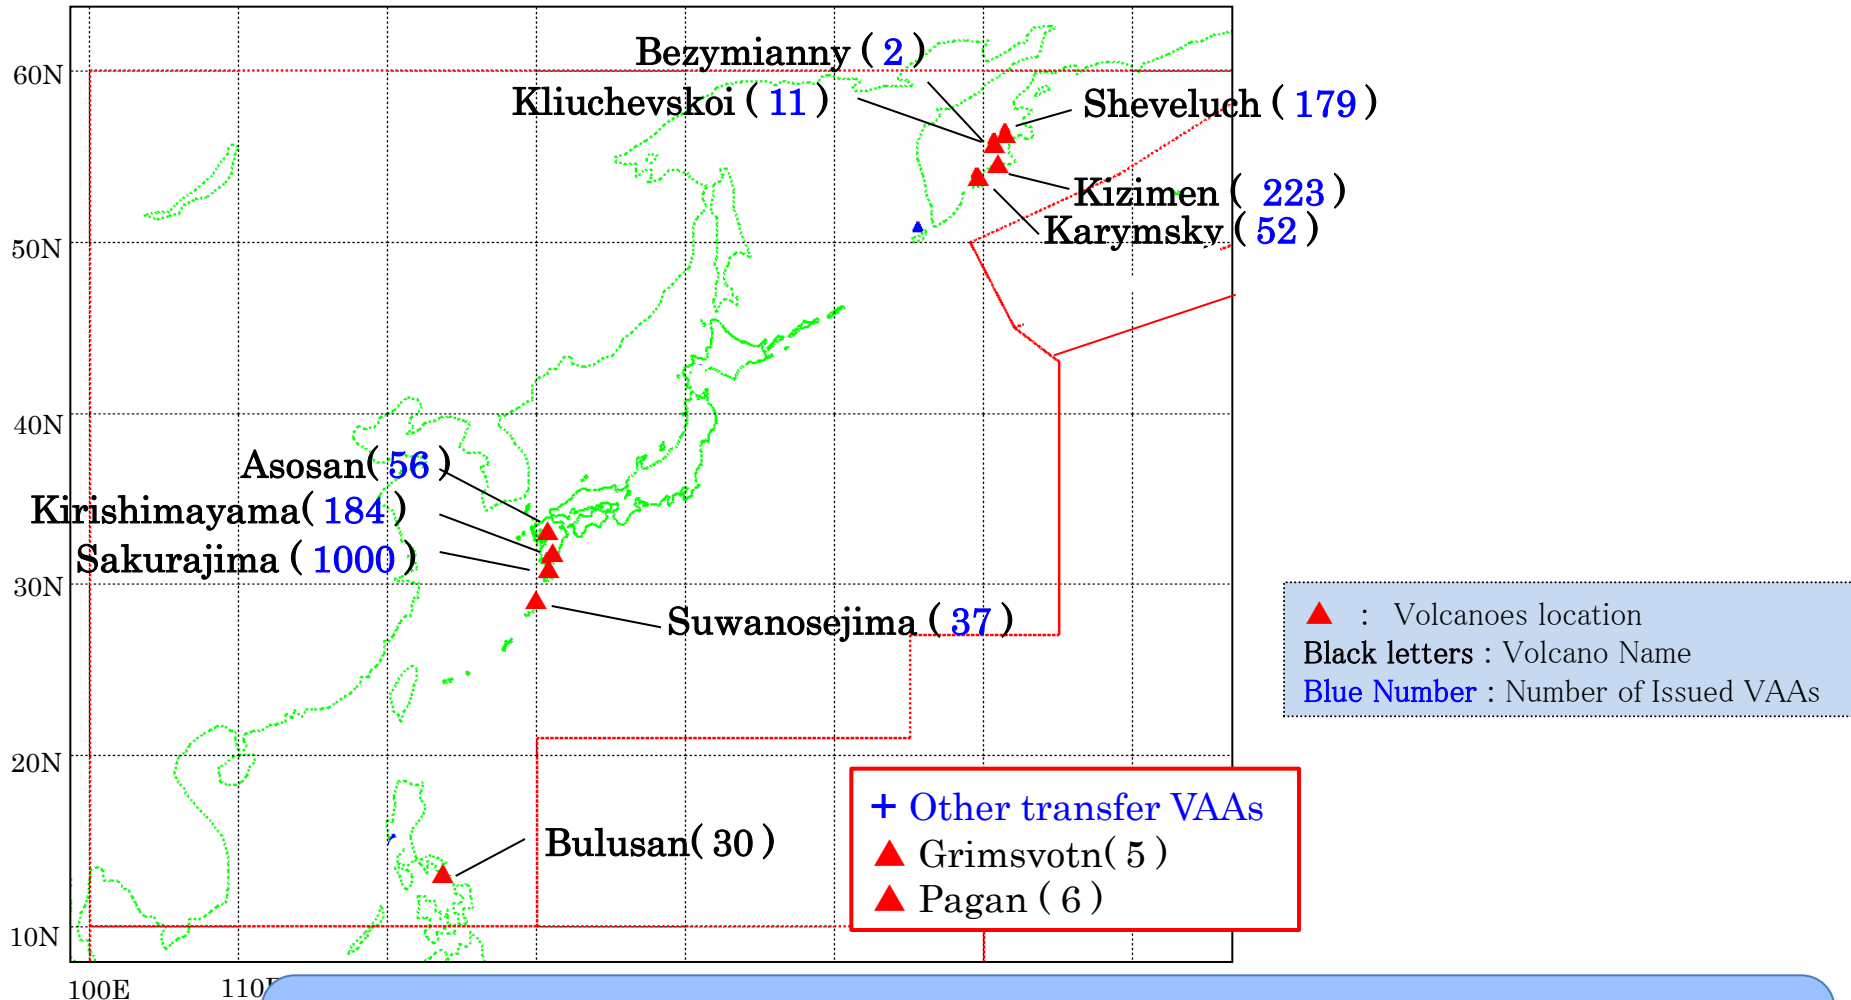 Bezymianny ( 2 )
60N
Kliuchevskoi ( 11 )
Sheveluch ( 179 )
Kizimen ( 223 )
Karymsky ( 52 )
50N
40N
Asosan( 56 )
Kirishimayama( 184 )
Sakurajima ( 1000 )
30N
Suwanosejima ( 37 )
▲ : Volcanoes location
Black letters : Volcano Name
Blue Number : Number of Issued VAAs
20N
+ Other transfer VAAs
Bulusan( 30 )
▲ Grimsvotn( 5 )
▲ Pagan ( 6 )
10N
100E